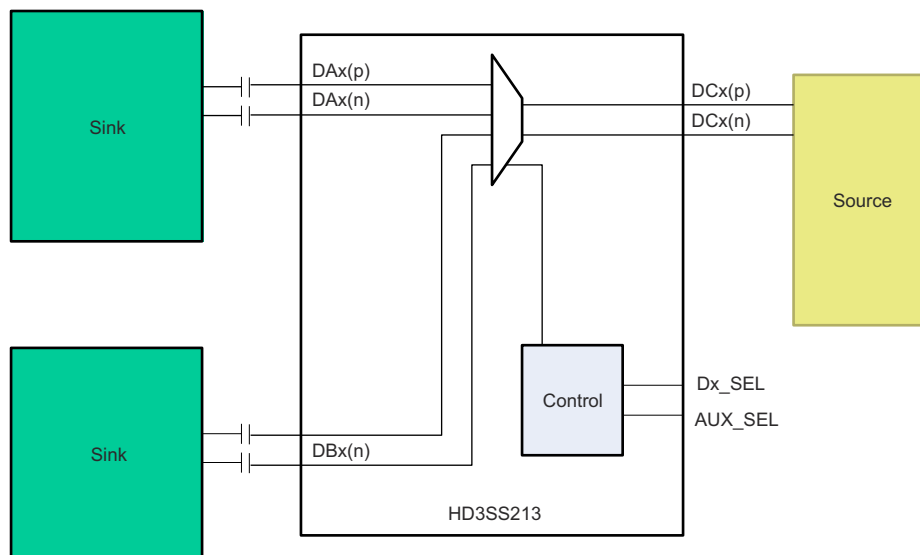 DAx(p)
DAx(n)
Sink
DCx(p)
DCx(n)
Source
Sink
DBx(n)
Control
Dx_SEL
AUX_SEL
HD3SS213